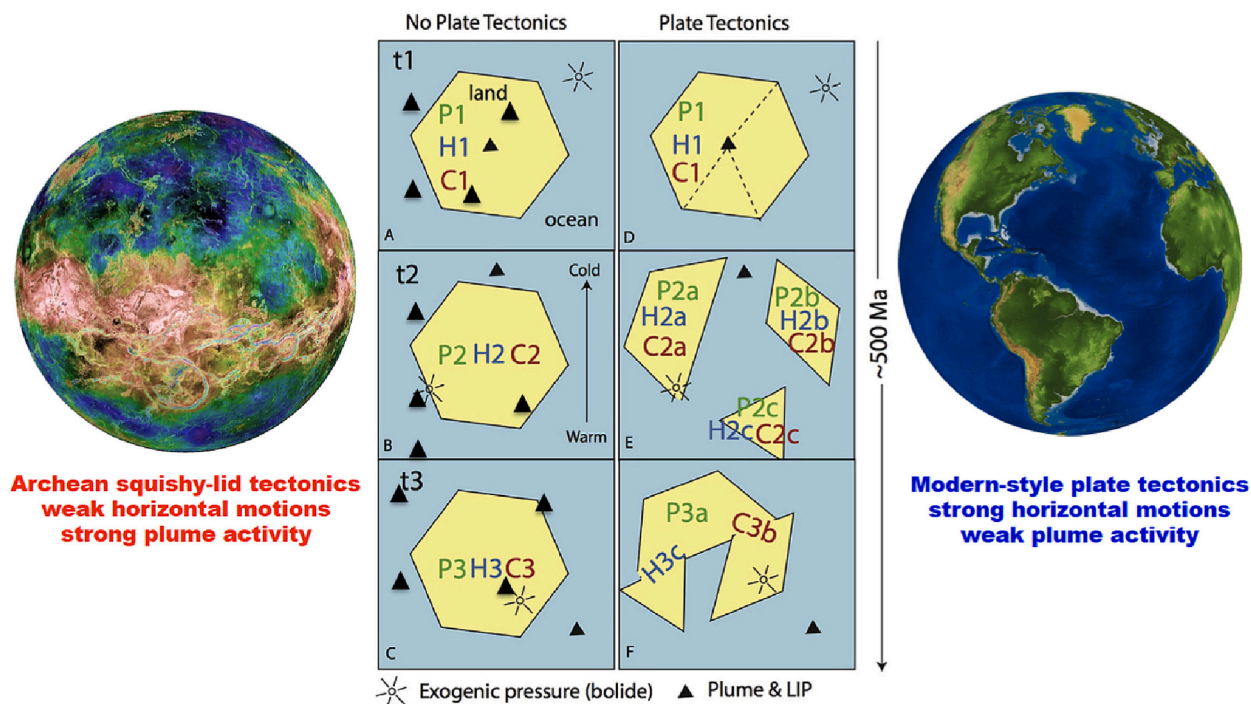 No Plate Tectonics
Plate Tectonics
t1
land
P1
H1
C1
ocean
A
P1
H1
C1
D
t2
Cold
P2 H2 C2
Warm
B
P2a
H2a
C2a
P2b
H2b
C2b
P2c
H2c
C2c
E
t3
P3 H3 C3
C
P3a
C3b
H3c
F
~500 Ma
Archean squishy-lid tectonics
weak horizontal motions
strong plume activity
Modern-style plate tectonics
strong horizontal motions
weak plume activity
Exogenic pressure (bolide)
Plume & LIP